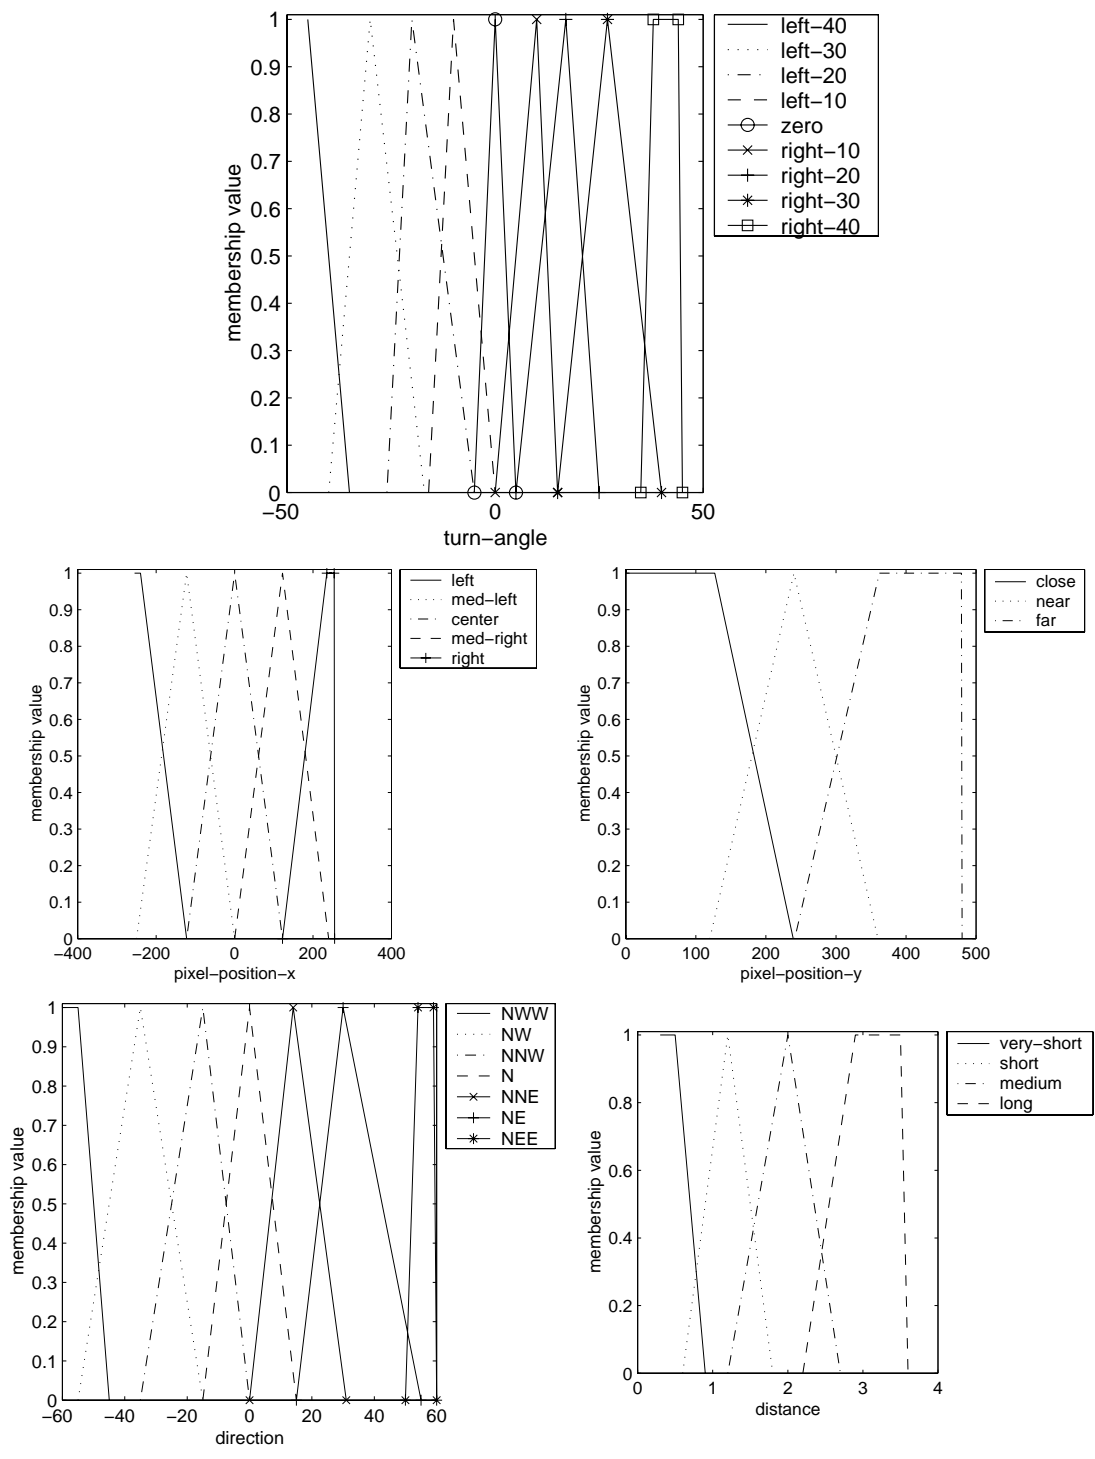 1
0.9
0.8
0.7
0.6
0.5
0.4
0.3
0.2
0.1
0
−50
0
50
membership value
turn−angle
left−40
left−30
left−20
left−10
zero
right−10
right−20
right−30
right−40
1
0.9
0.8
0.7
0.6
0.5
0.4
0.3
0.2
0.1
0
−400
−200
0
200
400
membership value
pixel−position−x
left
med−left
center
med−right
right
1
0.9
0.8
0.7
0.6
0.5
0.4
0.3
0.2
0.1
0
0
100
200
300
400
500
membership value
pixel−position−y
close
near
far
1
0.9
0.8
0.7
0.6
0.5
0.4
0.3
0.2
0.1
0
−60
−40
−20
0
20
40
60
membership value
direction
NWW
NW
NNW
N
NNE
NE
NEE
1
0.8
0.6
0.4
0.2
0
0
1
2
3
4
membership value
distance
very−short
short
medium
long